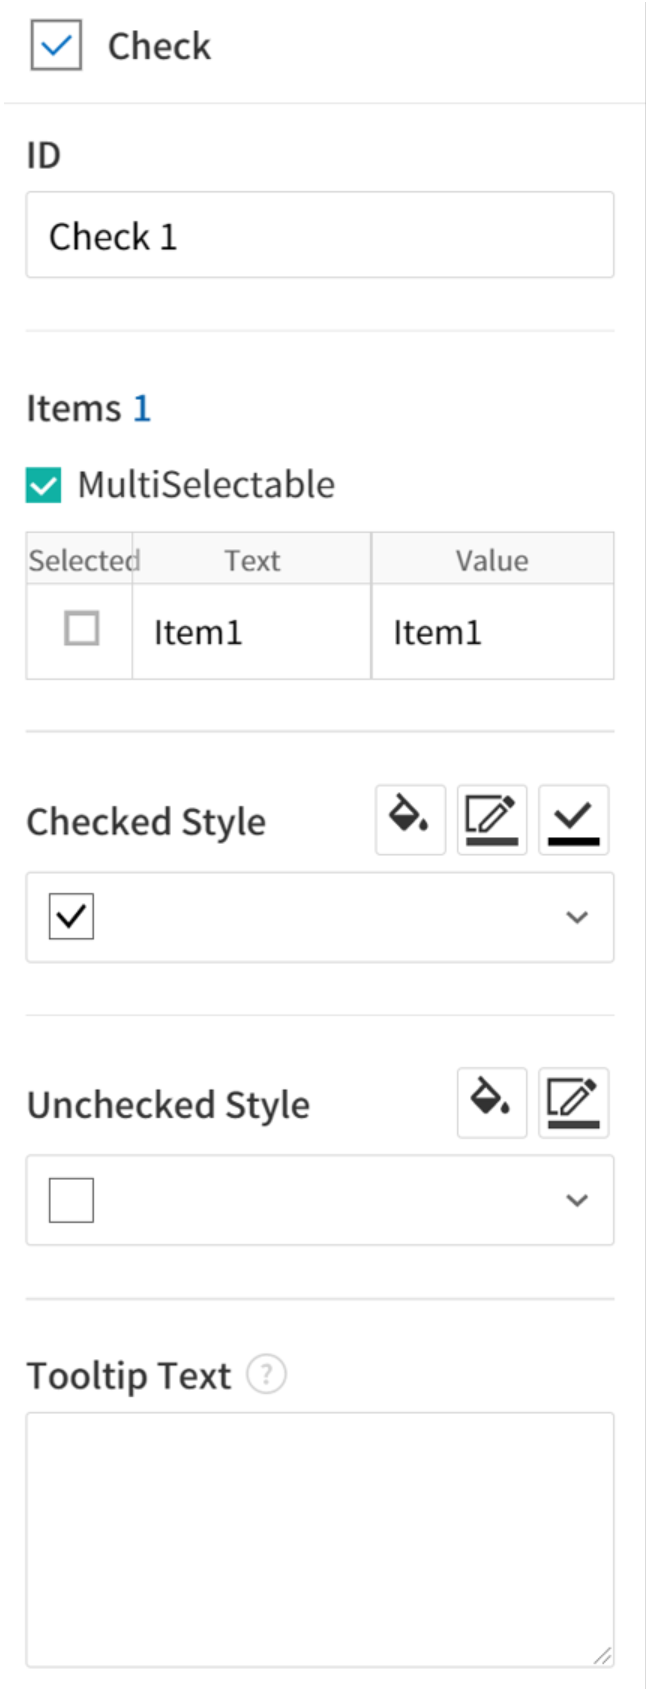 Check
ID
Check 1
Items 1
MultiSelectable
Selected Text Value
Item1 Item1
Checked Style
Unchecked Style
Tooltip Text ?